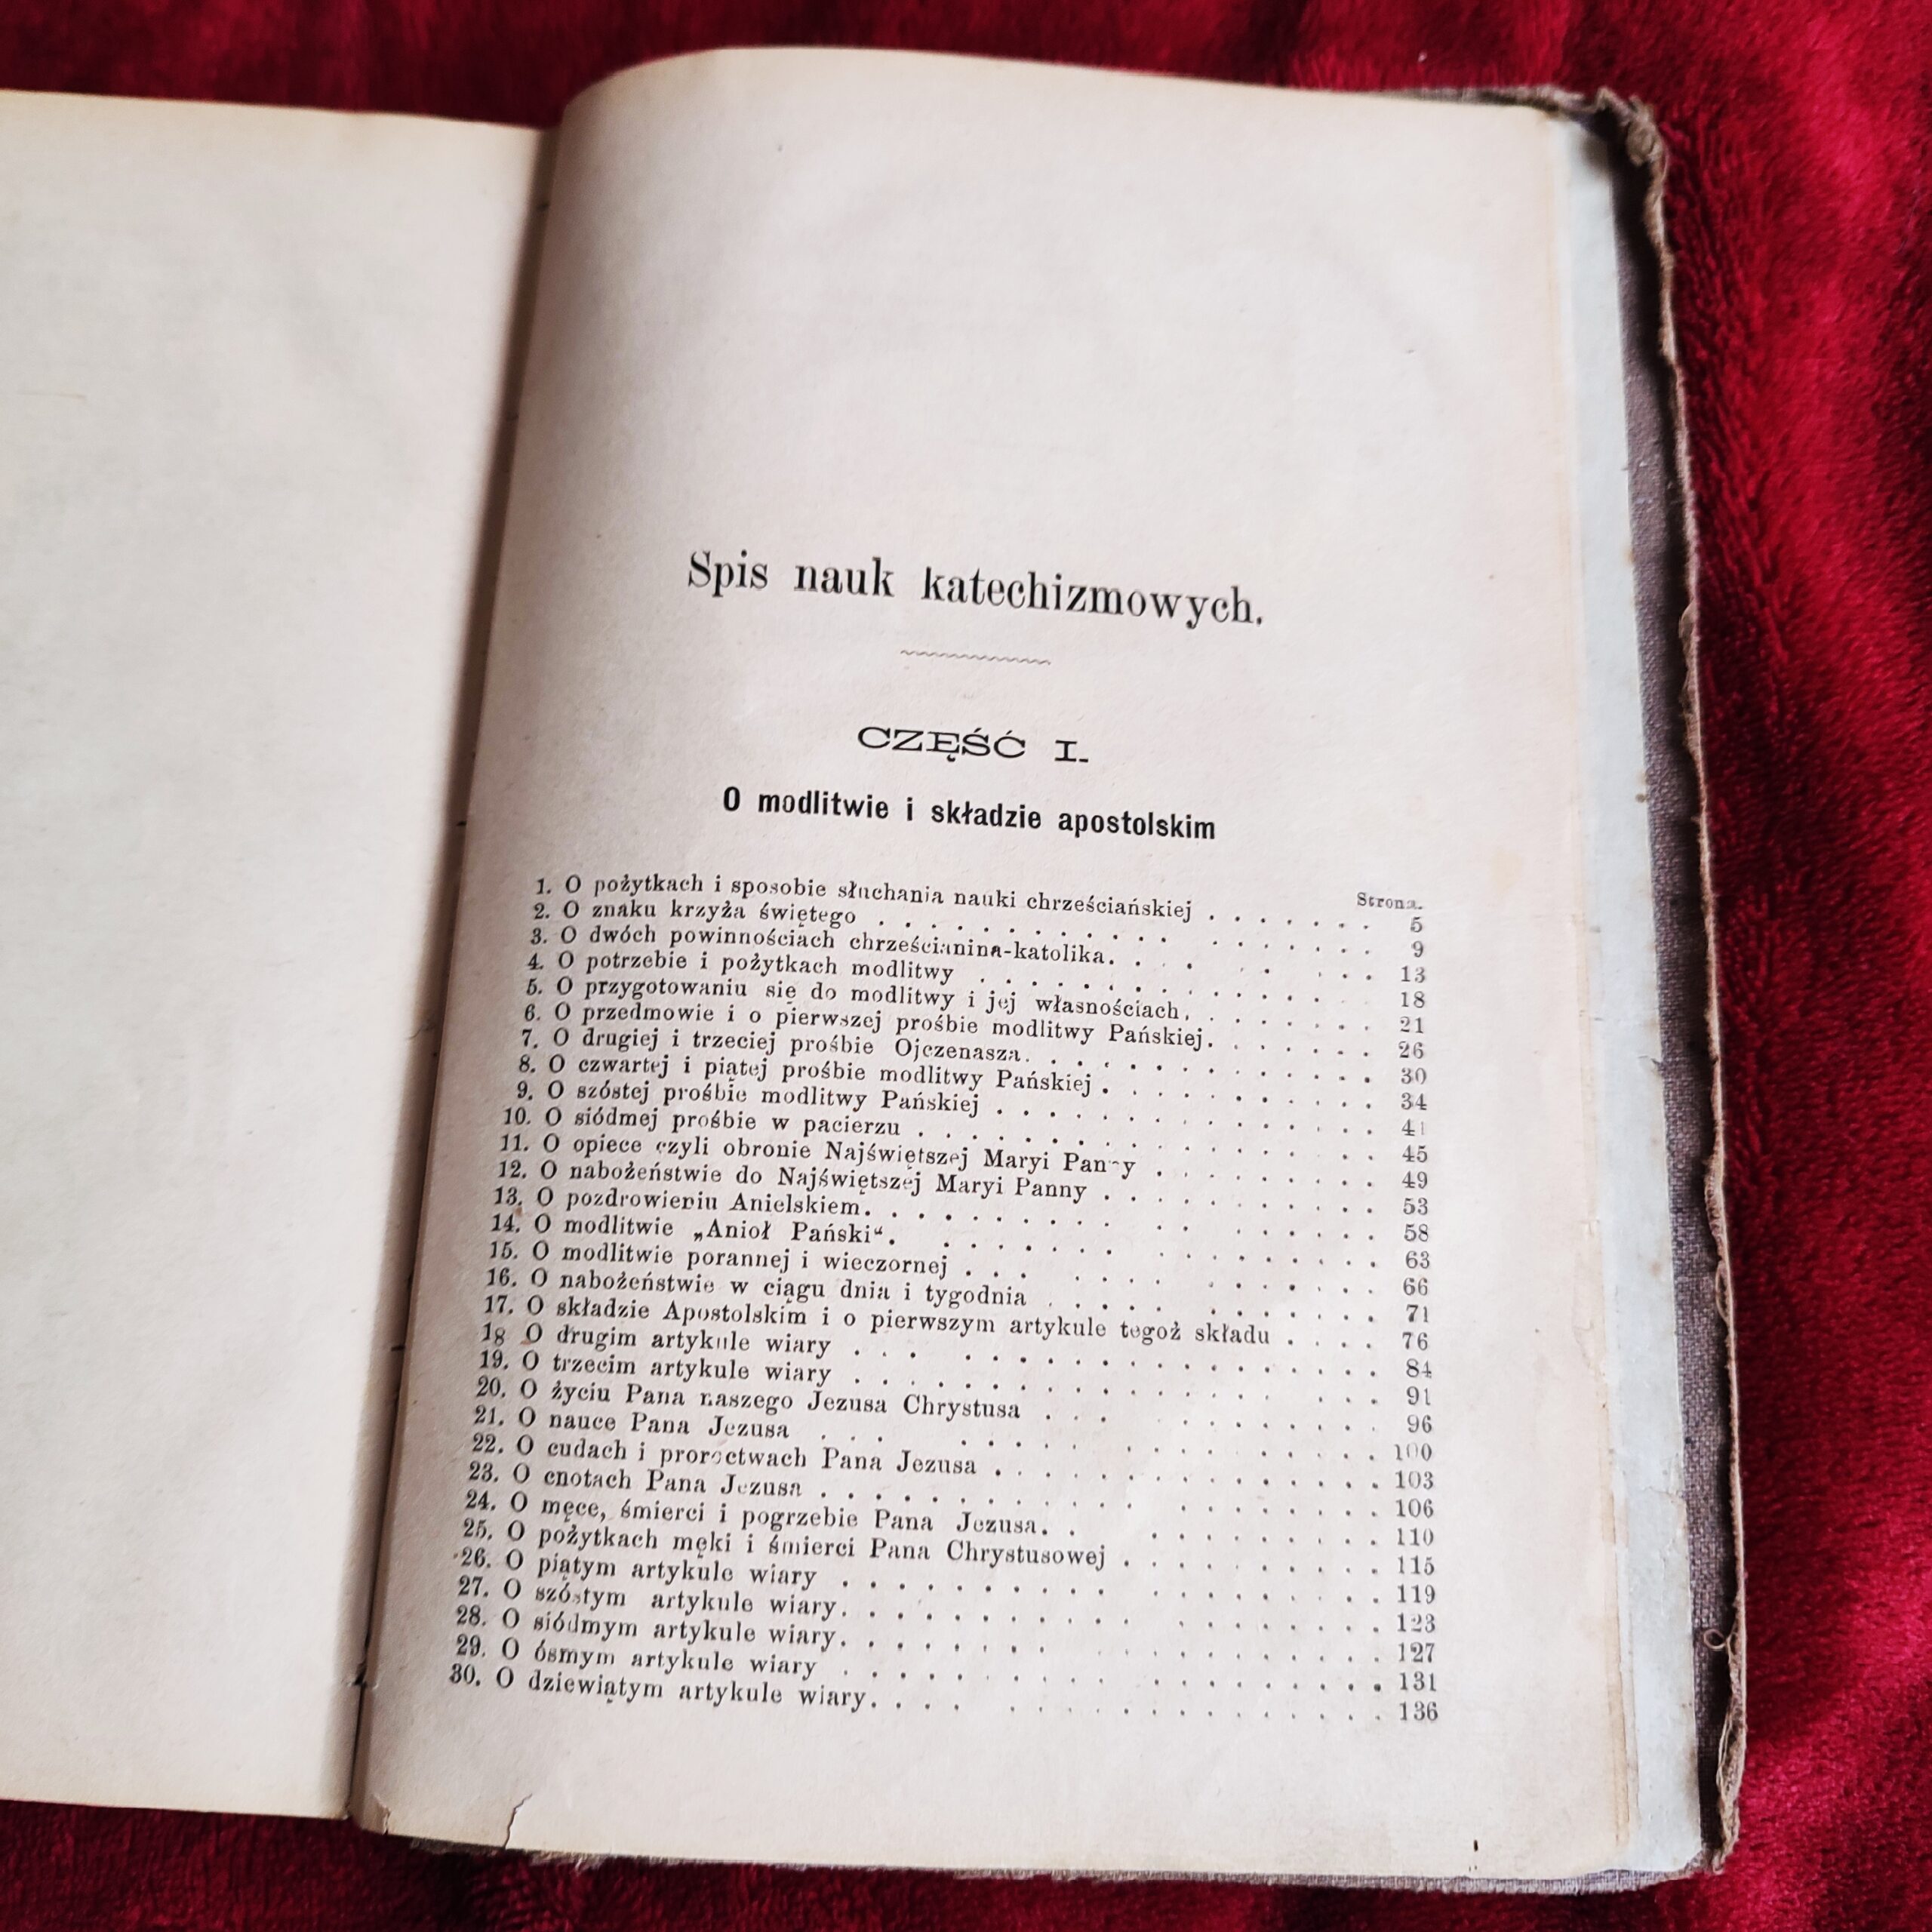 Spis nauk katechizmowych.
CZĘŚĆ I.
O modlitwie i składzie apostolskim
Strona.
1. O pożytkach i sposobie słuchania nauki chrześciańskiej . . . . . . 5
2. O znaku krzyża świętego . . . . . . . . . . 9
3. O dwóch powinnościach chrześcianina-katolika. . . . . . . 13
4. O potrzebie i pożytkach modlitwy . . . . . . . . . . 18
5. O przygotowaniu się do modlitwy i jej własnościach. . . . . . . 21
6. O przedmowie i o pierwszej prośbie modlitwy Pańskiej. . . . . . 26
7. O drugiej i trzeciej prośbie Ojczenasza. . . . . . . . . . 30
8. O czwartej i piątej prośbie modlitwy Pańskiej . . . . . . . . 34
9. O szóstej prośbie modlitwy Pańskiej . . . . . . . . . . 41
10. O siódmej prośbie w pacierzu . . . . . . . . . . 45
11. O opiece czyli obronie Najświętszej Maryi Panny . . . . . . . . 49
12. O nabożeństwie do Najświętszej Maryi Panny . . . . . . . . 53
13. O pozdrowieniu Anielskiem. . . . . . . . . . . 58
14. O modlitwie „Anioł Pański“. . . . . . . . . . 63
15. O modlitwie porannej i wieczornej . . . . . . . . . . 66
16. O nabożeństwie w ciągu dnia i tygodnia . . . . . . . . . . 71
17. O składzie Apostolskim i o pierwszym artykule tegoż składu . . . . 76
18 O drugim artykule wiary . . . . . . . . . . 84
19. O trzecim artykule wiary . . . . . . . . . . 91
20. O życiu Pana naszego Jezusa Chrystusa . . . . . . . . . . 96
21. O nauce Pana Jezusa . . . . . . . . . . 100
22. O cudach i proroctwach Pana Jezusa . . . . . . . . . . 103
23. O cnotach Pana Jezusa . . . . . . . . . . 106
24. O męce, śmierci i pogrzebie Pana Jezusa. . . . . . . . . . 110
25. O pożytkach męki i śmierci Pana Chrystusowej . . . . . . . . . . 115
26. O piątym artykule wiary . . . . . . . . . . 119
27. O szóstym artykule wiary. . . . . . . . . . 123
28. O siódmym artykule wiary. . . . . . . . . . 127
29. O ósmym artykule wiary . . . . . . . . . . 131
30. O dziewiątym artykule wiary. . . . . . . . . . 136